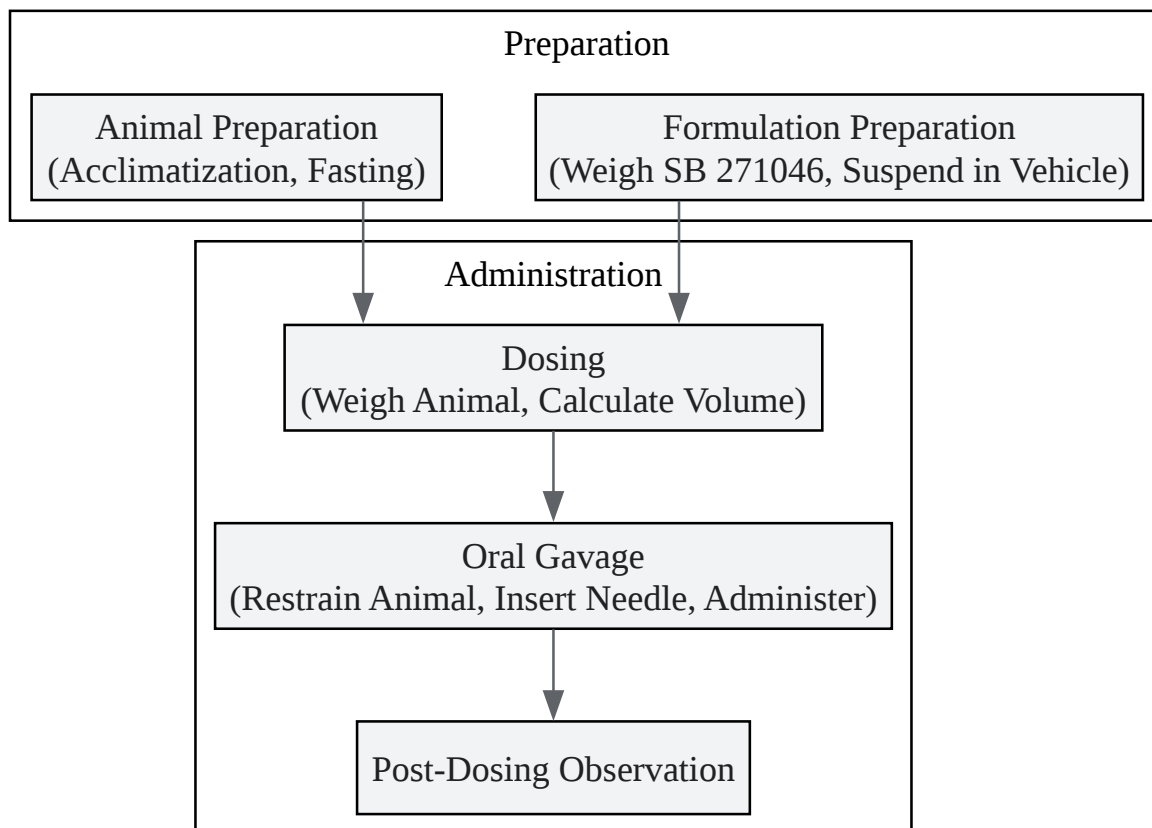 Preparation
Animal Preparation
(Acclimatization, Fasting)
Formulation Preparation
(Weigh SB 271046, Suspend in Vehicle)
Administration
Dosing
(Weigh Animal, Calculate Volume)
Oral Gavage
(Restrain Animal, Insert Needle, Administer)
Post-Dosing Observation